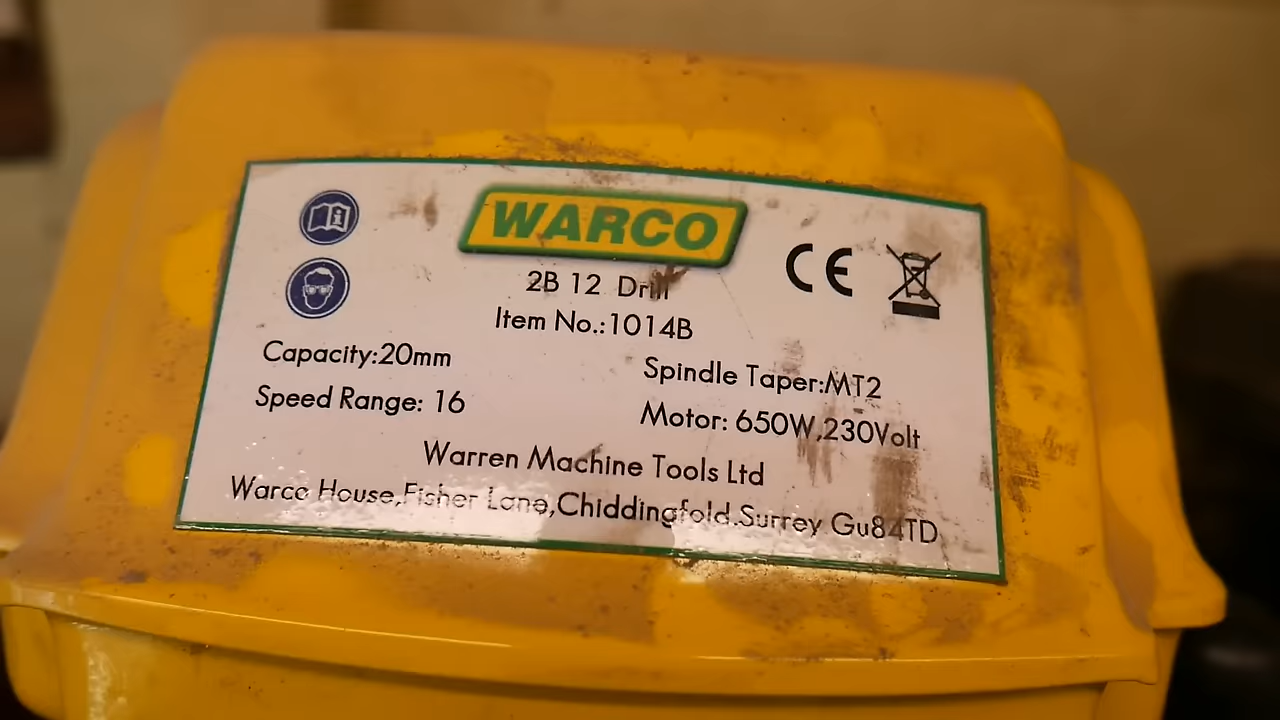 WARCO
CE
2B 12 Drill
Item No.:1014B
Capacity:20mm
Spindle Taper:MT2
Speed Range: 16
Motor: 650W,230Volt
Warren Machine Tools Ltd
Warco House,Fisher Lane,Chiddingfold.Surrey Gu84TD